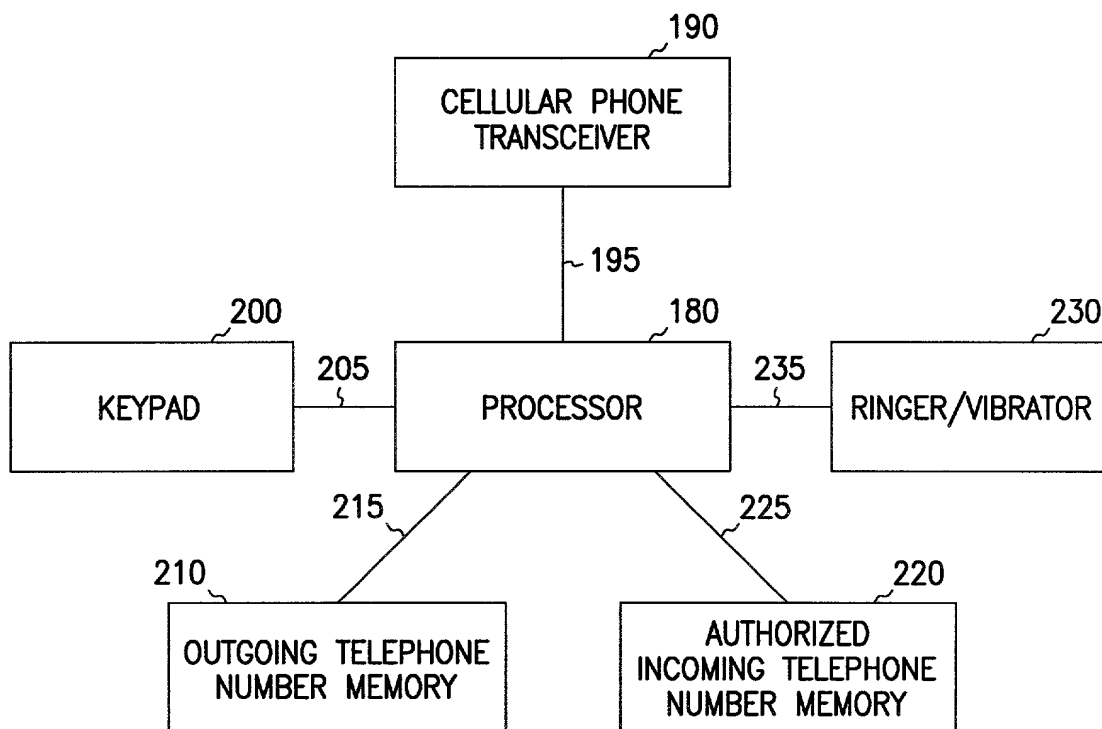 190
CELLULAR PHONE
TRANSCEIVER
195
200
180
230
205
235
KEYPAD
PROCESSOR
RINGER/VIBRATOR
215
225
210
220
OUTGOING TELEPHONE
NUMBER MEMORY
AUTHORIZED
INCOMING TELEPHONE
NUMBER MEMORY